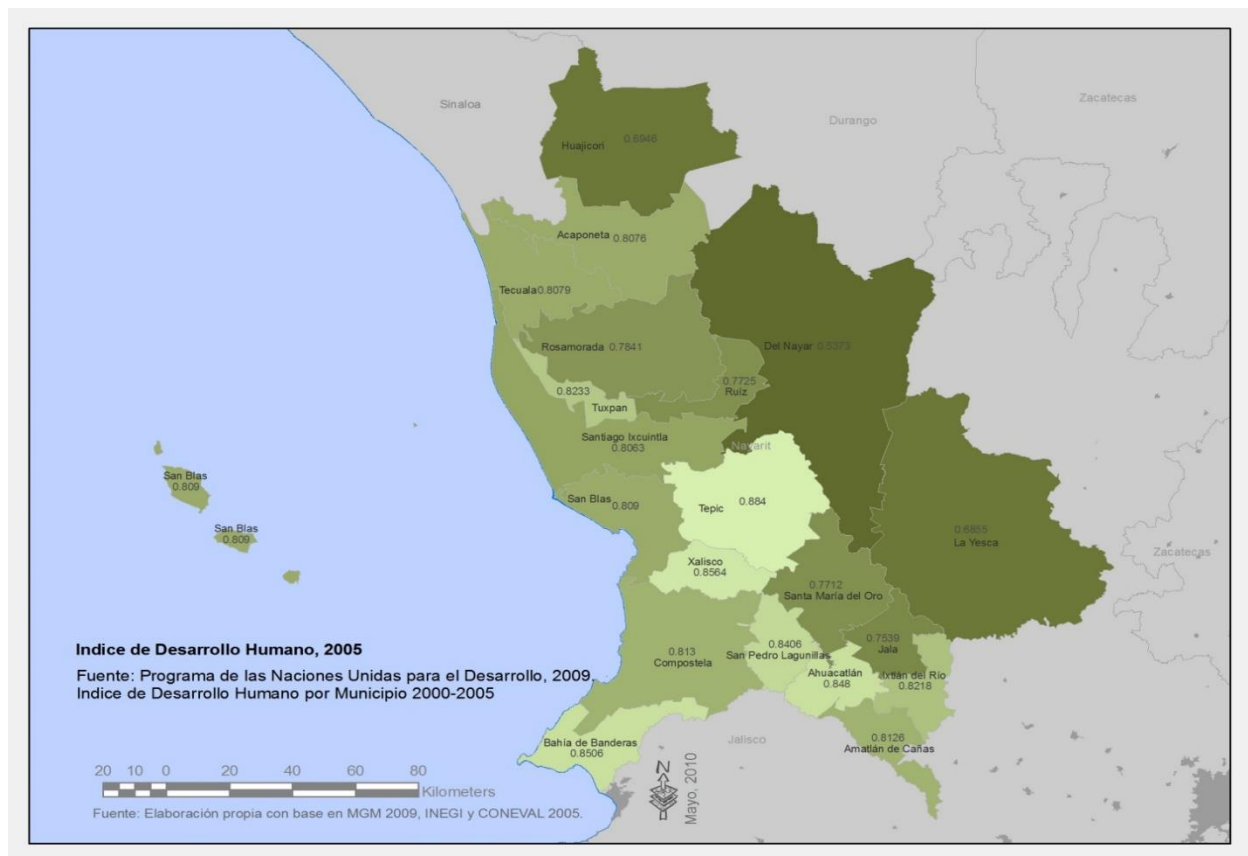 Sinaloa
Zacatecas
Durango
Huajicori 0.6946
Acaponeta 0.8076
Tecuala 0.8079
Rosamorada 0.7841
Del Nayar 0.5373
0.7725
Ruíz
0.8233
Tuxpan
Santiago Ixcuintla
0.8063
Nayarit
San Blas
0.809
San Blas
0.809
San Blas 0.809
Tepic 0.884
0.6855
La Yesca
Zacatecas
Xalisco
0.8564
0.7712
Santa María del Oro
0.7539
Jala
0.8406
San Pedro Lagunillas
0.813
Compostela
Ahuacatlán
0.848
Ixtlán del Río
0.8218
0.8126
Amatlán de Cañas
Jalisco
Bahía de Banderas
0.8506
Indice de Desarrollo Humano, 2005
Fuente: Programa de las Naciones Unidas para el Desarrollo, 2009.
Indice de Desarrollo Humano por Municipio 2000-2005
20 10 0 20 40 60 80
Kilometers
N
Mayo, 2010
Fuente: Elaboración propia con base en MGM 2009, INEGI y CONEVAL 2005.